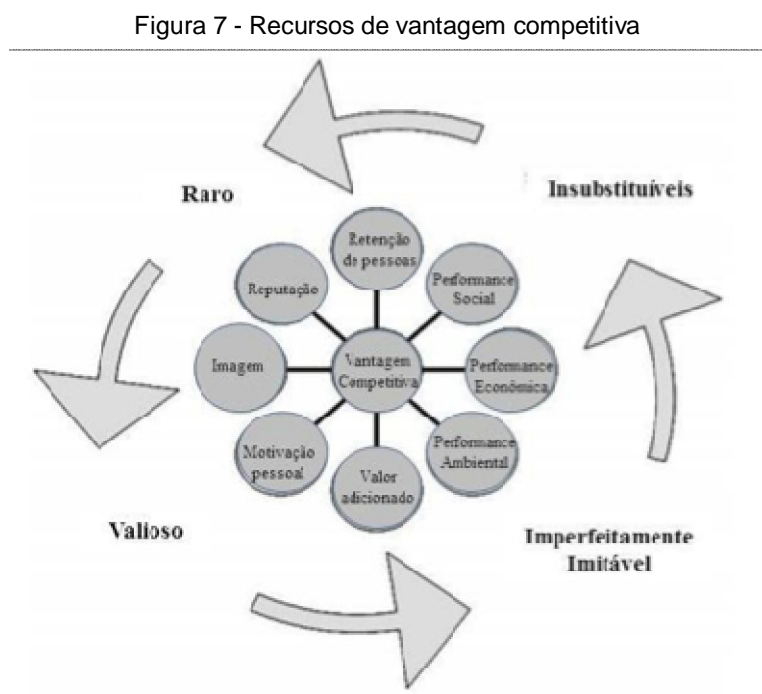 Figura 7 - Recursos de vantagem competitiva
Raro
Insubstituíveis
Retenção
de pessoas
Reputação
Performance
Social
Imagem
Vantagem
Competitiva
Performance
Econômica
Motivação
pessoal
Valor
adicionado
Performance
Ambiental
Valioso
Imperfeitamente
Imitável